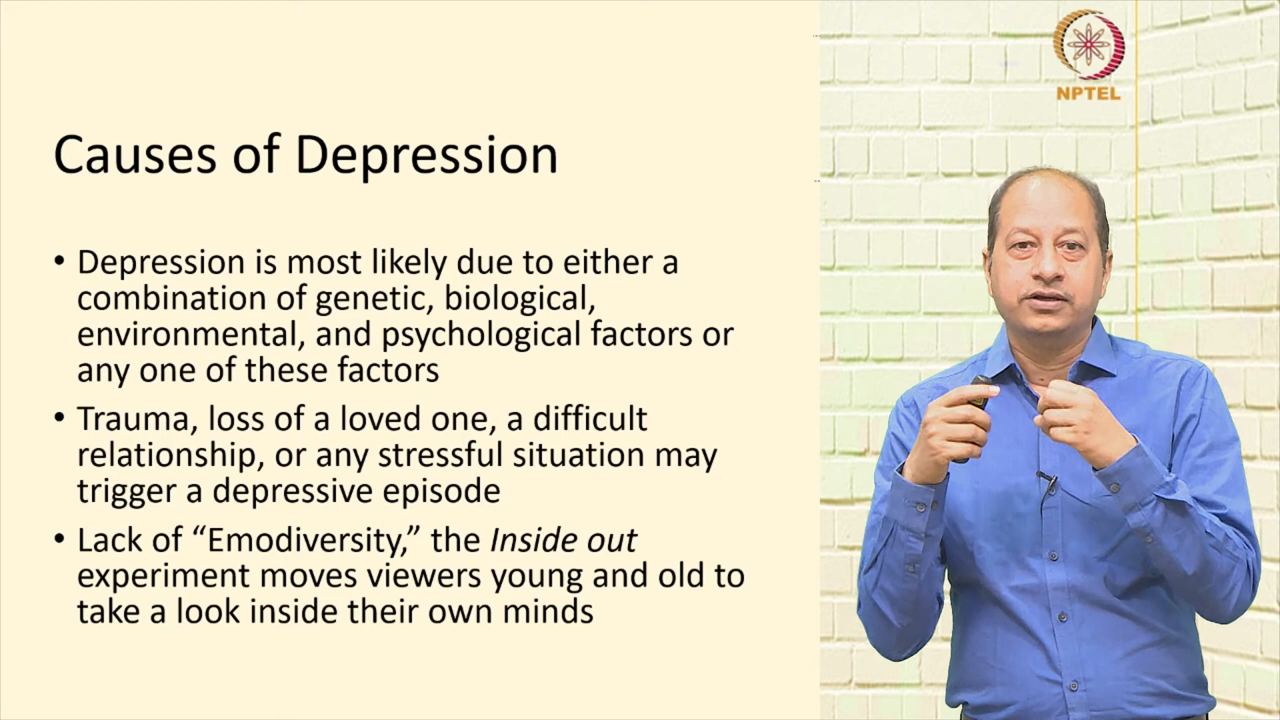 Causes of Depression
• Depression is most likely due to either a
combination of genetic, biological,
environmental, and psychological factors or
any one of these factors
• Trauma, loss of a loved one, a difficult
relationship, or any stressful situation may
trigger a depressive episode
• Lack of “Emodiversity,” the Inside out
experiment moves viewers young and old to
take a look inside their own minds
NPTEL